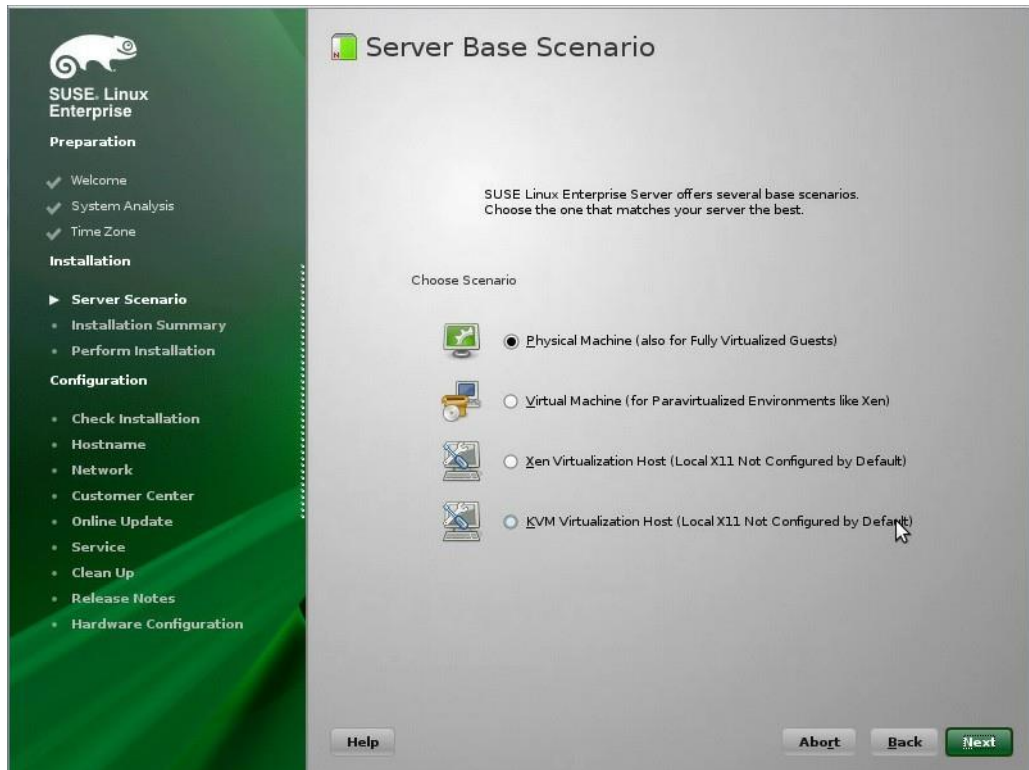 SUSE. Linux
Enterprise
Preparation
Welcome
System Analysis
Time Zone
Installation
Server Scenario
Installation Summary
Perform Installation
Configuration
Check Installation
Hostname
Network
Customer Center
Online Update
Service
Clean Up
Release Notes
Hardware Configuration
Server Base Scenario
SUSE Linux Enterprise Server offers several base scenarios.
Choose the one that matches your server the best.
Choose Scenario
Physical Machine (also for Fully Virtualized Guests)
Virtual Machine (for Paravirtualized Environments like Xen)
Xen Virtualization Host (Local X11 Not Configured by Default)
KVM Virtualization Host (Local X11 Not Configured by Default)
Help
Abort
Back
Next